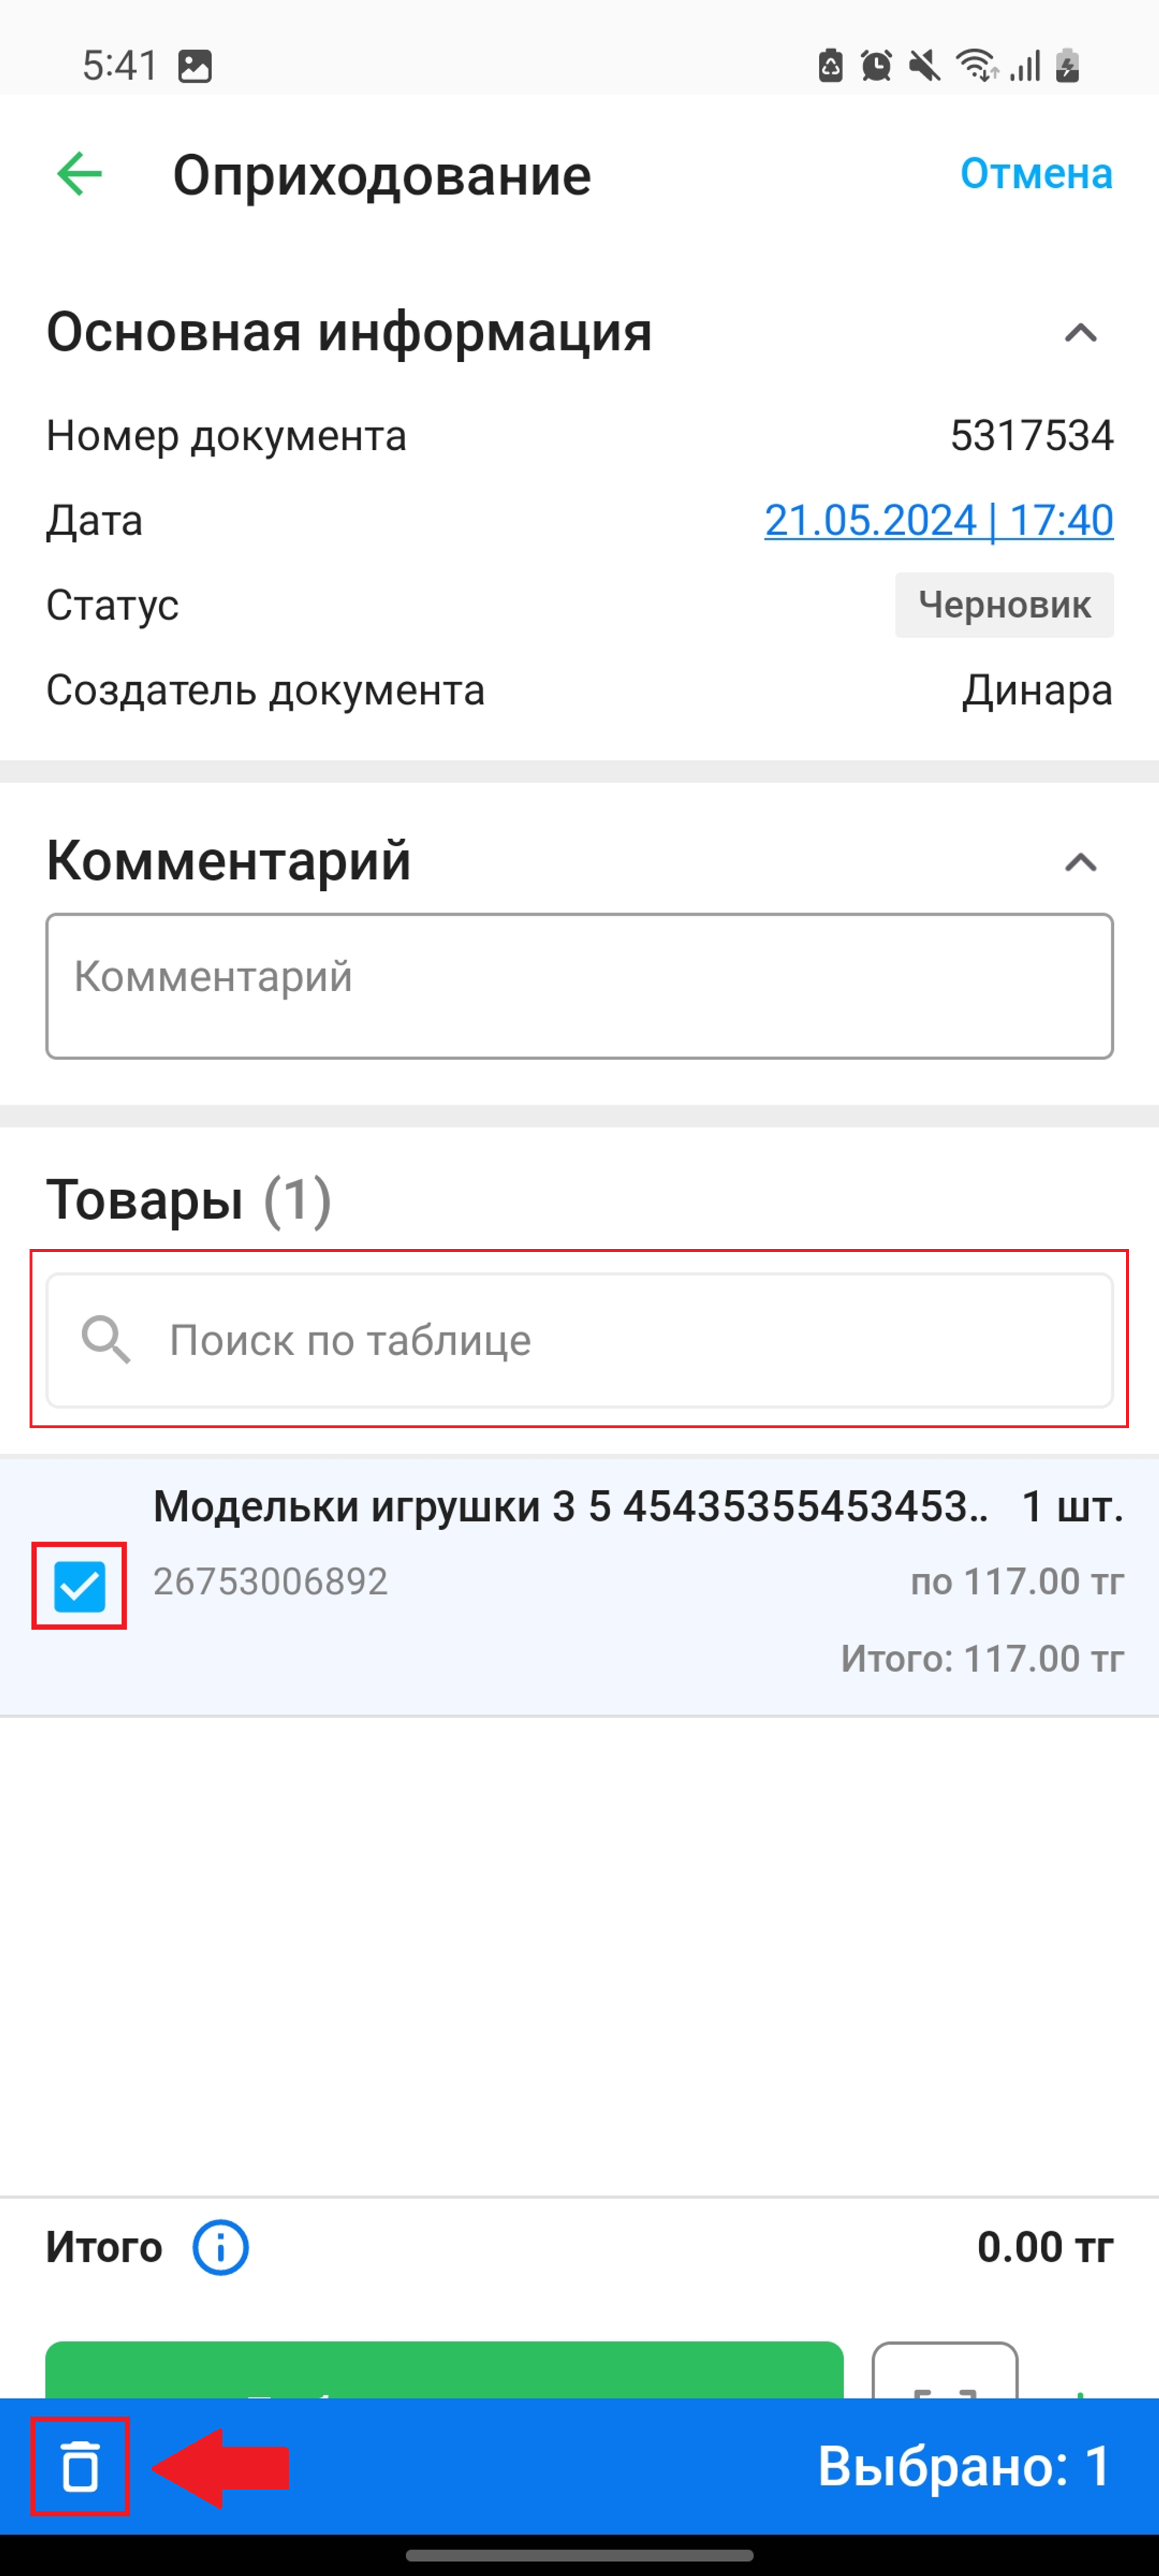 5:41
Оприходование Отмена
Основная информация
Номер документа 5317534
Дата 21.05.2024 | 17:40
Статус Черновик
Создатель документа Динара
Комментарий
Комментарий
Товары (1)
Поиск по таблице
Модельки игрушки 3 5 45435355453453.. 1 шт.
26753006892 по 117.00 тг
Итого: 117.00 тг
Итого 0.00 тг
Выбрано: 1